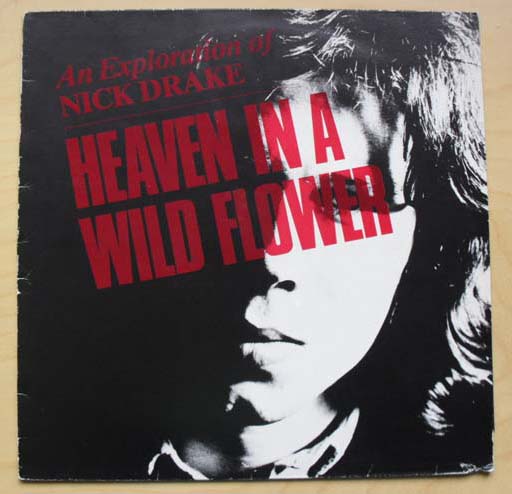 An Exploration of
NICK DRAKE
HEAVEN IN A
WILD FLOWER